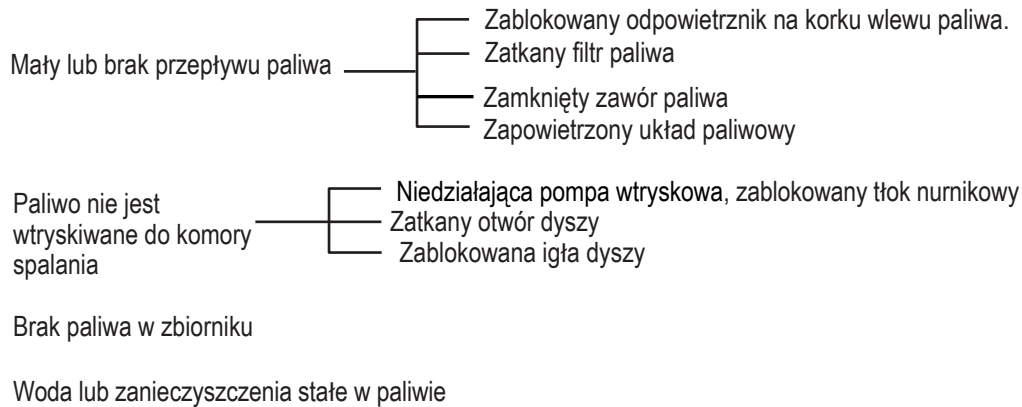 Zablokowany odpowietrznik na korku wlewu paliwa.
Mały lub brak przepływu paliwa
Zatkany filtr paliwa
Zamknięty zawór paliwa
Zapowietrzony układ paliwowy
Paliwo nie jest
wtryskiwane do komory
spalania
Niedziałająca pompa wtryskowa, zablokowany tłok nurnikowy
Zatkany otwór dyszy
Zablokowana igła dyszy
Brak paliwa w zbiorniku
Woda lub zanieczyszczenia stałe w paliwie